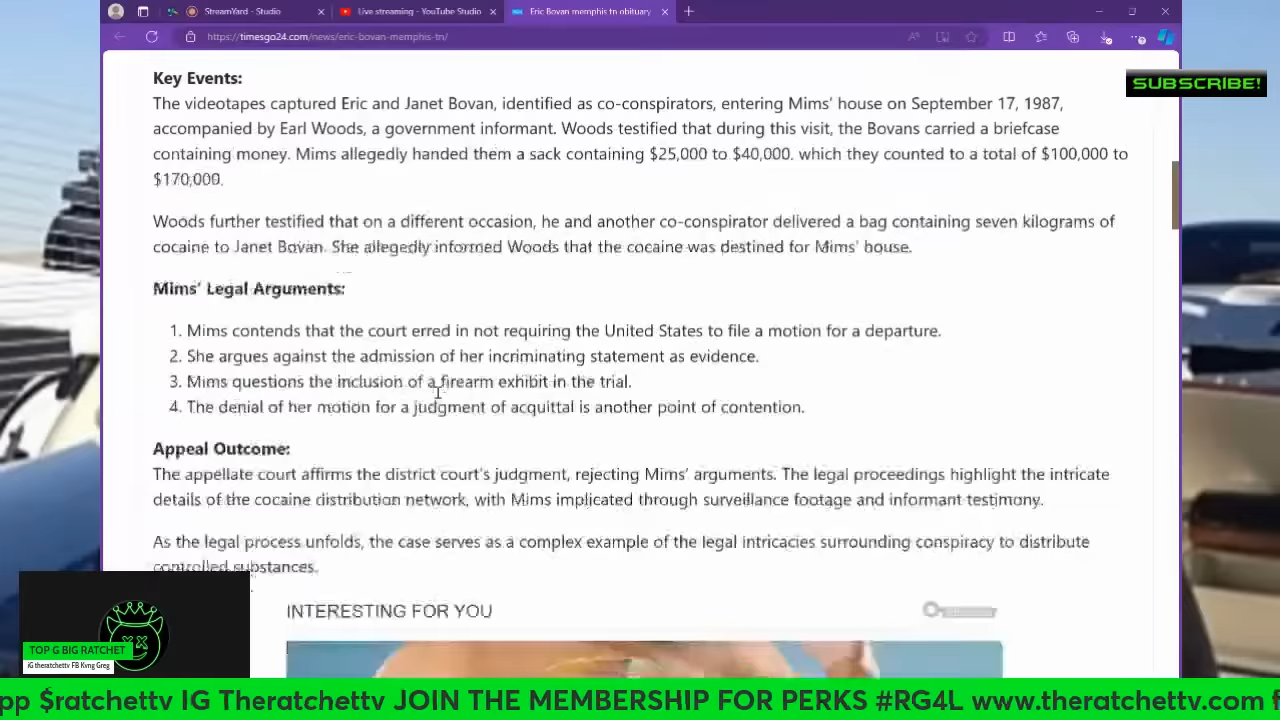 StreamYard - Studio
Live streaming - YouTube Studio
Eric Bovan memphis tn obituary
https://timesgo24.com/news/eric-bovan-memphis-tn/
SUBSCRIBE!
Key Events:
The videotapes captured Eric and Janet Bovan, identified as co-conspirators, entering Mims' house on September 17, 1987,
accompanied by Earl Woods, a government informant. Woods testified that during this visit, the Bovans carried a briefcase
containing money. Mims allegedly handed them a sack containing $25,000 to $40,000. which they counted to a total of $100,000 to
$170,000.
Woods further testified that on a different occasion, he and another co-conspirator delivered a bag containing seven kilograms of
cocaine to Janet Bovan. She allegedly informed Woods that the cocaine was destined for Mims' house.
Mims' Legal Arguments:
1. Mims contends that the court erred in not requiring the United States to file a motion for a departure.
2. She argues against the admission of her incriminating statement as evidence.
3. Mims questions the inclusion of a firearm exhibit in the trial.
4. The denial of her motion for a judgment of acquittal is another point of contention.
Appeal Outcome:
The appellate court affirms the district court's judgment, rejecting Mims' arguments. The legal proceedings highlight the intricate
details of the cocaine distribution network, with Mims implicated through surveillance footage and informant testimony.
As the legal process unfolds, the case serves as a complex example of the legal intricacies surrounding conspiracy to distribute
controlled substances.
INTERESTING FOR YOU
TOP G BIG RATCHET
IG theratchettv FB Kvng Greg
pp $ratchettv IG Theratchettv JOIN THE MEMBERSHIP FOR PERKS #RG4L www.theratchettv.com f